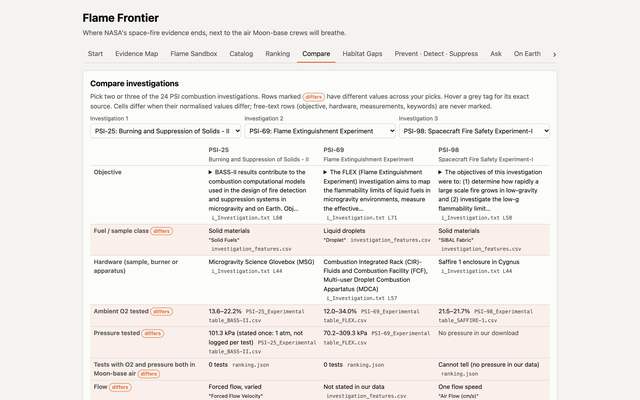 Flame Frontier
Where NASA's space-fire evidence ends, next to the air Moon-base crews will breathe.
Start Evidence Map Flame Sandbox Catalog Ranking Compare Habitat Gaps Prevent · Detect · Suppress Ask On Earth ›
Compare investigations
Pick two or three of the 24 PSI combustion investigations. Rows marked differs have different values across your picks. Hover a grey tag for its exact
source. Cells differ when their normalised values differ; free-text rows (objective, hardware, measurements, keywords) are never marked.
Investigation 1 Investigation 2 Investigation 3
PSI-25: Burning and Suppression of Solids - II PSI-69: Flame Extinguishment Experiment PSI-98: Spacecraft Fire Safety Experiment-I
PSI-25 PSI-69 PSI-98
Burning and Suppression of Solids - II Flame Extinguishment Experiment Spacecraft Fire Safety Experiment-I
Objective
▶ BASS-II results contribute to the
combustion computational models
used in the design of fire detection
and suppression systems in
microgravity and on Earth. Obj...
i_Investigation.txt L60
▶ The FLEX (Flame Extinguishment
Experiment) investigation aims to map
the flammability limits of liquid fuels in
microgravity environments, measure
the effective...
i_Investigation.txt L71
▶ The objectives of this investigation
were to: (1) determine how rapidly a
large scale fire grows in low-gravity
and (2) investigate the low-g
flammability limit...
i_Investigation.txt L50
Fuel / sample class differs
Solid materials
"Solid Fuels"
investigation_features.csv
Liquid droplets
"Droplet" investigation_features.csv
Solid materials
"SIBAL Fabric"
investigation_features.csv
Hardware (sample, burner or
apparatus)
Microgravity Science Glovebox (MSG)
i_Investigation.txt L44
Combustion Integrated Rack (CIR)-
Fluids and Combustion Facility (FCF),
Multi-user Droplet Combustion
Appartatus (MDCA)
i_Investigation.txt L57
Saffire 1 enclosure in Cygnus
i_Investigation.txt L44
Ambient O2 tested differs
13.6–22.2% PSI-25_Experimental
table_BASS-II.csv
12.0–34.0% PSI-69_Experimental
table_FLEX.csv
21.5–21.7% PSI-98_Experimental
table_SAFFIRE-1.csv
Pressure tested differs
101.3 kPa (stated once: 1 atm, not
logged per test) PSI-25_Experimental
table_BASS-II.csv
70.2–309.3 kPa PSI-69_Experimental
table_FLEX.csv
No pressure in our download
Tests with O2 and pressure both in
Moon-base air differs
0 tests ranking.json
0 tests ranking.json
Cannot tell (no pressure in our data)
ranking.json
Flow differs
Forced flow, varied
"Forced Flow Velocity"
Not stated in our data
investigation_features.csv
One flow speed
"Air Flow (cm/s)"